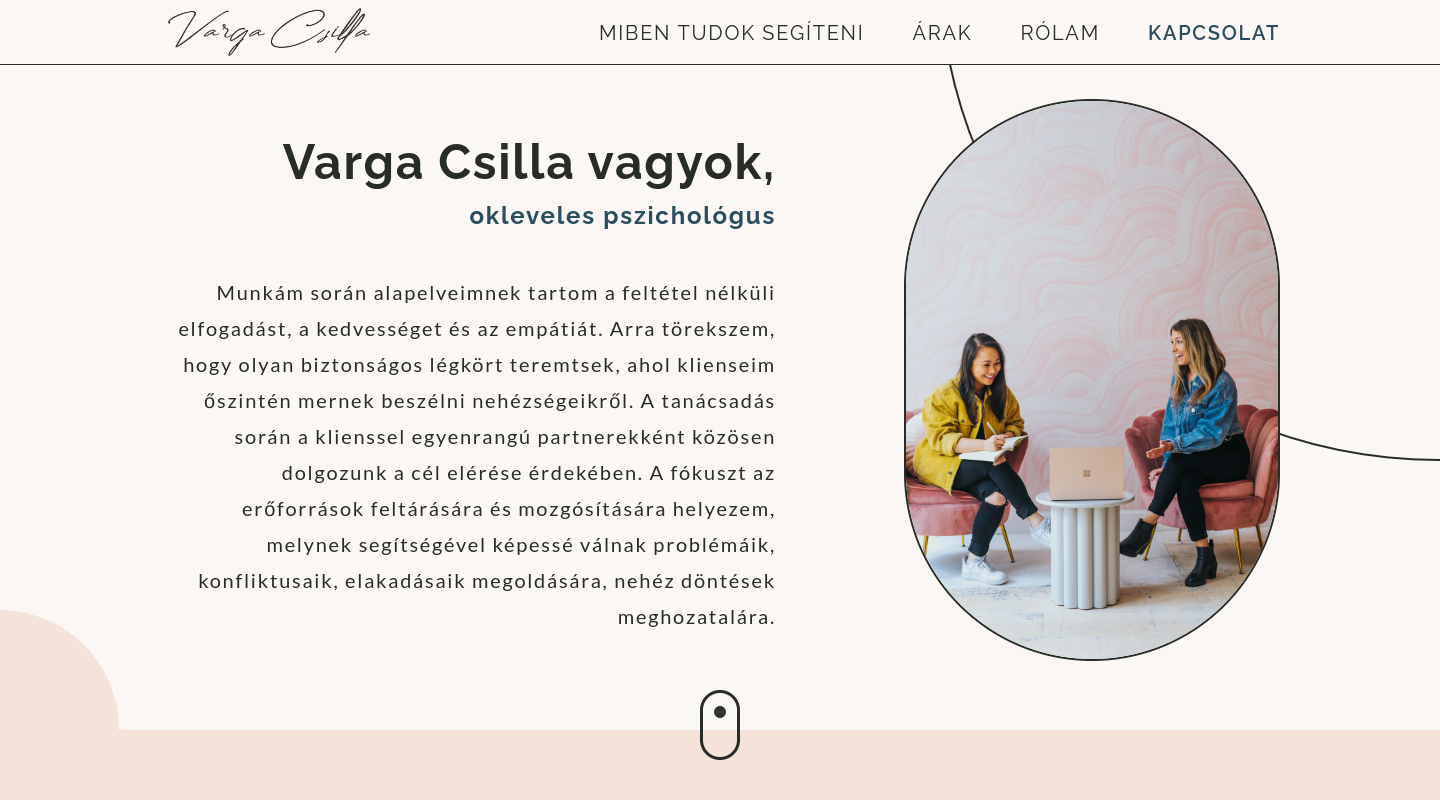 Varga Csilla
MIBEN TUDOK SEGÍTENI
ÁRAK
RÓLAM
KAPCSOLAT
Varga Csilla vagyok,
okleveles pszichológus
Munkám során alapelveimnek tartom a feltétel nélküli
elfogadást, a kedvességet és az empátiát. Arra törekszem,
hogy olyan biztonságos légkört teremtsek, ahol klienseim
őszintén mernek beszélni nehézségeikről. A tanácsadás
során a klienssel egyenrangú partnerekként közösen
dolgozunk a cél elérése érdekében. A fókuszt az
erőforrások feltárására és mozgósítására helyezem,
melynek segítségével képessé válnak problémáik,
konfliktusaik, elakadásaik megoldására, nehéz döntések
meghozatalára.